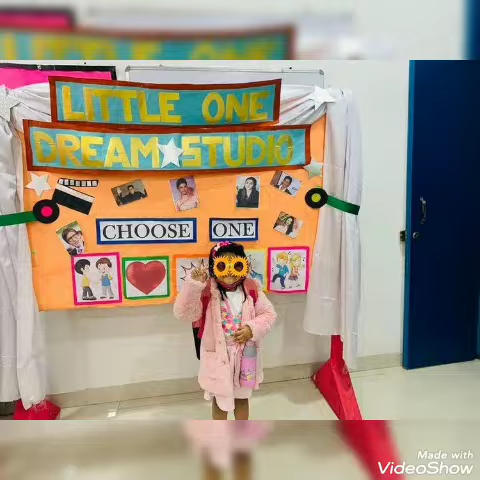 LITTLE ONE
DREAM STUDIO
CHOOSE ONE
Made with
VideoShow